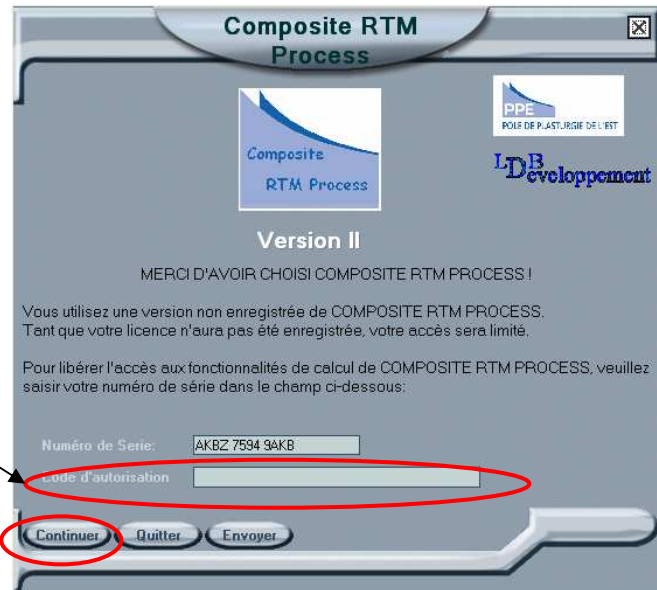 Composite RTM
Process
PPE
POLE DE PLASTURGIE DE L'EST
Composite
RTM Process
LDB
Développement
Version II
MERCI D'AVOIR CHOISI COMPOSITE RTM PROCESS !
Vous utilisez une version non enregistrée de COMPOSITE RTM PROCESS.
Tant que votre licence n'aura pas été enregistrée, votre accès sera limité.
Pour libérer l'accès aux fonctionnalités de calcul de COMPOSITE RTM PROCESS, veuillez
saisir votre numéro de série dans le champ ci-dessous:
Numéro de Serie: AKBZ 7594 9AKB
Code d'autorisation
Continuer Quitter Envoyer